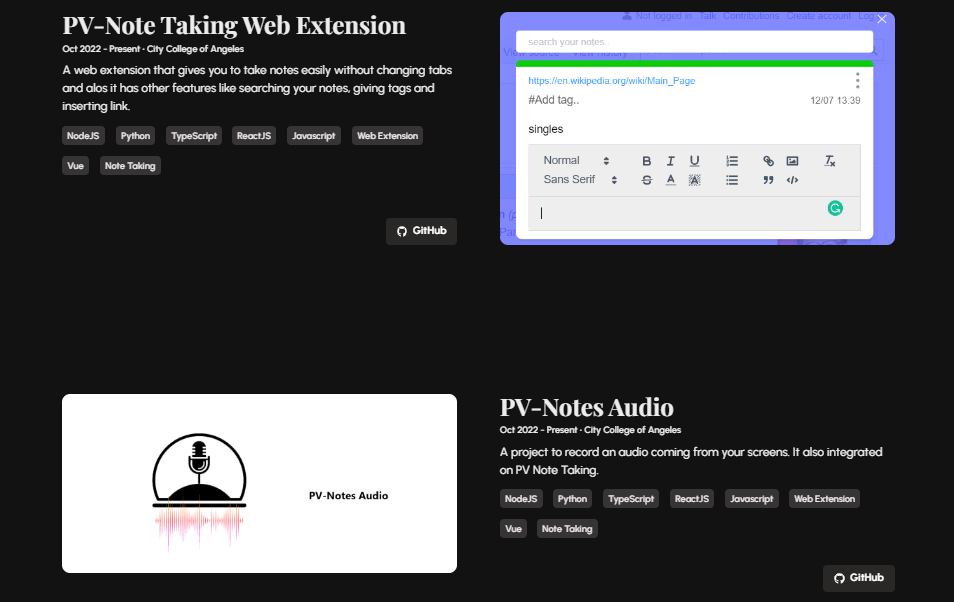 PV-Note Taking Web Extension
Oct 2022 - Present · City College of Angeles
A web extension that gives you to take notes easily without changing tabs
and alos it has other features like searching your notes, giving tags and
inserting link.
NodeJS Python TypeScript ReactJS Javascript Web Extension
Vue Note Taking
GitHub
Not logged in Talk Contributions Create account Log
search your notes..
View source View history
https://en.wikipedia.org/wiki/Main_Page
#Add tag..
12/07 13:39
singles
Normal
Sans Serif
PV-Notes Audio
PV-Notes Audio
Oct 2022 - Present · City College of Angeles
A project to record an audio coming from your screens. It also integrated
on PV Note Taking.
NodeJS Python TypeScript ReactJS Javascript Web Extension
Vue Note Taking
GitHub